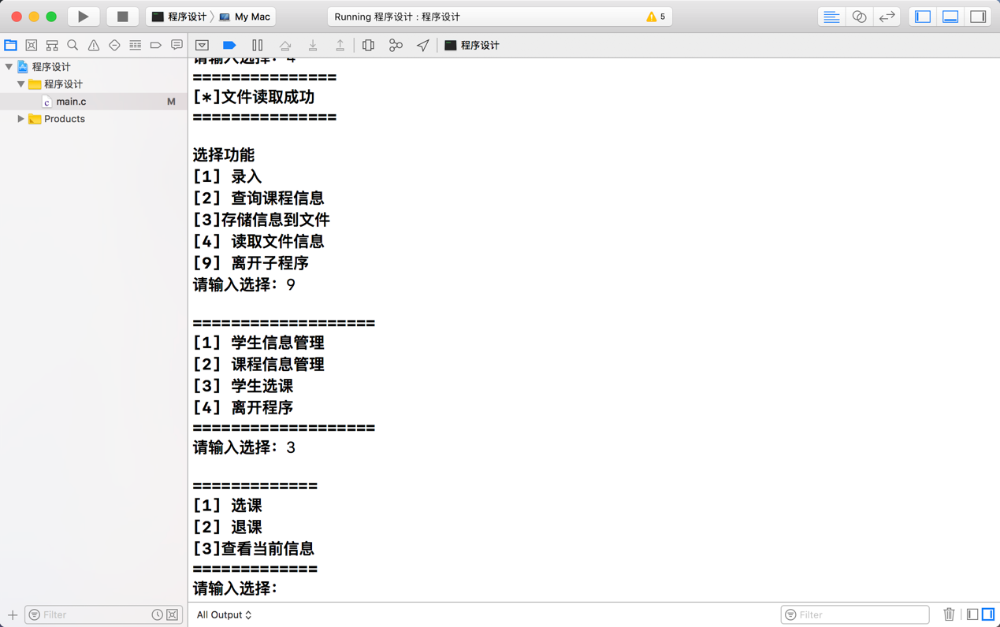 程序设计 〉 My Mac
Running 程序设计 : 程序设计
5
程序设计
程序设计
程序设计
main.c
M
Products
请输入选择: 4
===============
[*]文件读取成功
===============
选择功能
[1] 录入
[2] 查询课程信息
[3]存储信息到文件
[4] 读取文件信息
[9] 离开子程序
请输入选择: 9
===================
[1] 学生信息管理
[2] 课程信息管理
[3] 学生选课
[4] 离开程序
===================
请输入选择: 3
=============
[1] 选课
[2] 退课
[3]查看当前信息
=============
请输入选择:
Filter
All Output
Filter